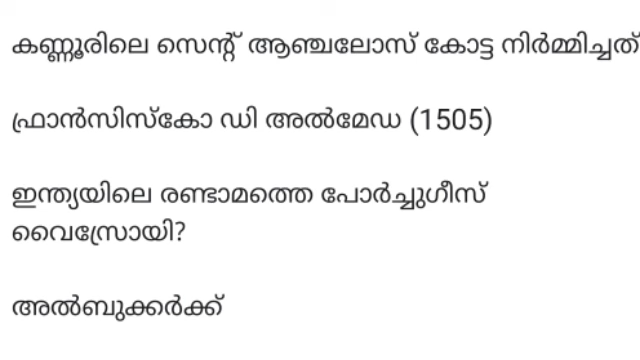 കണ്ണൂരിലെ സെന്റ് ആഞ്ചലോസ് കോട്ട നിർമ്മിച്ചത്
ഫ്രാൻസിസ്കോ ഡി അൽമേഡ (1505)
ഇന്ത്യയിലെ രണ്ടാമത്തെ പോർച്ചുഗീസ്
വൈസ്രോയി?
അൽബുക്കർക്ക്